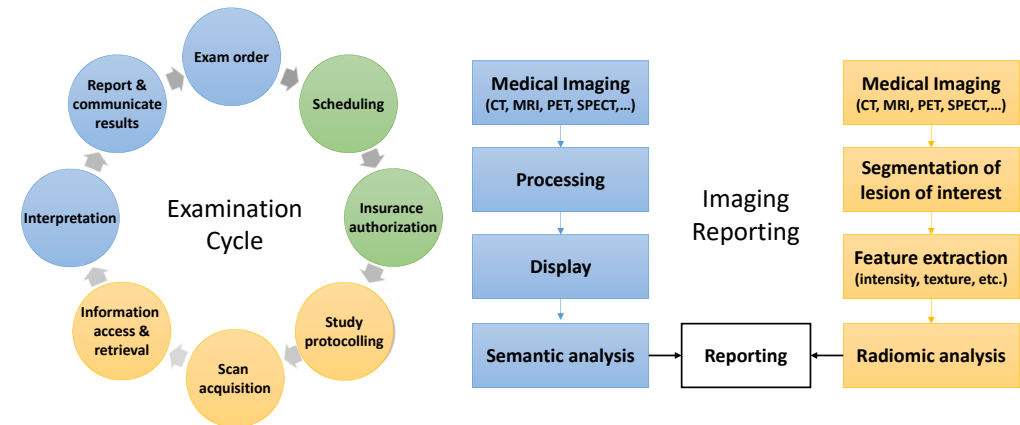 Exam order
Scheduling
Insurance
authorization
Study
protocolling
Scan
acquisition
Information
access &
retrieval
Interpretation
Report &
communicate
results
Examination
Cycle
Medical Imaging
(CT, MRI, PET, SPECT,…)
Processing
Display
Semantic analysis
Imaging
Reporting
Reporting
Medical Imaging
(CT, MRI, PET, SPECT,…)
Segmentation of
lesion of interest
Feature extraction
(intensity, texture, etc.)
Radiomic analysis